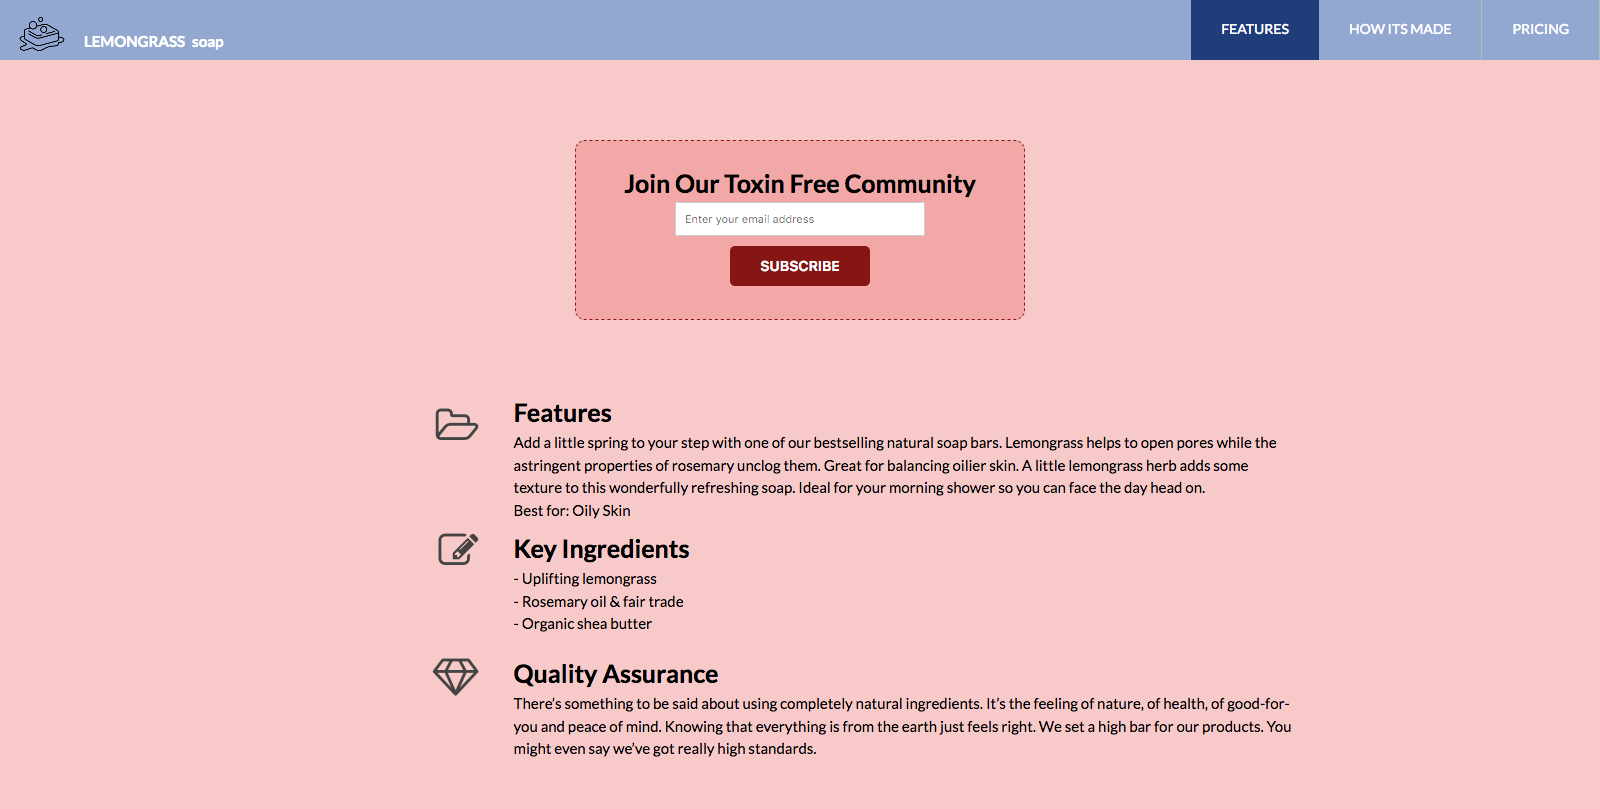 LEMONGRASS soap
FEATURES
HOW ITS MADE
PRICING
Join Our Toxin Free Community
Enter your email address
SUBSCRIBE
Features
Add a little spring to your step with one of our bestselling natural soap bars. Lemongrass helps to open pores while the
astringent properties of rosemary unclog them. Great for balancing oilier skin. A little lemongrass herb adds some
texture to this wonderfully refreshing soap. Ideal for your morning shower so you can face the day head on.
Best for: Oily Skin
Key Ingredients
- Uplifting lemongrass
- Rosemary oil & fair trade
- Organic shea butter
Quality Assurance
There’s something to be said about using completely natural ingredients. It’s the feeling of nature, of health, of good-for-
you and peace of mind. Knowing that everything is from the earth just feels right. We set a high bar for our products. You
might even say we’ve got really high standards.